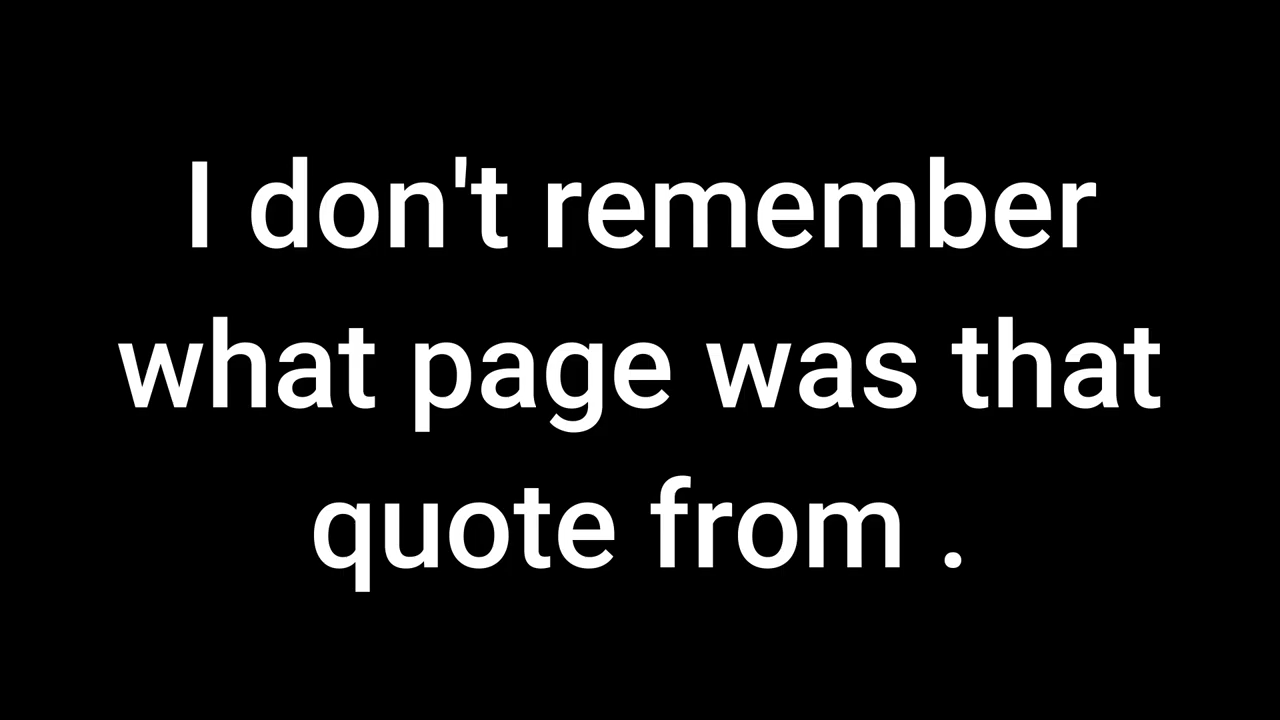 I don't remember
what page was that
quote from .